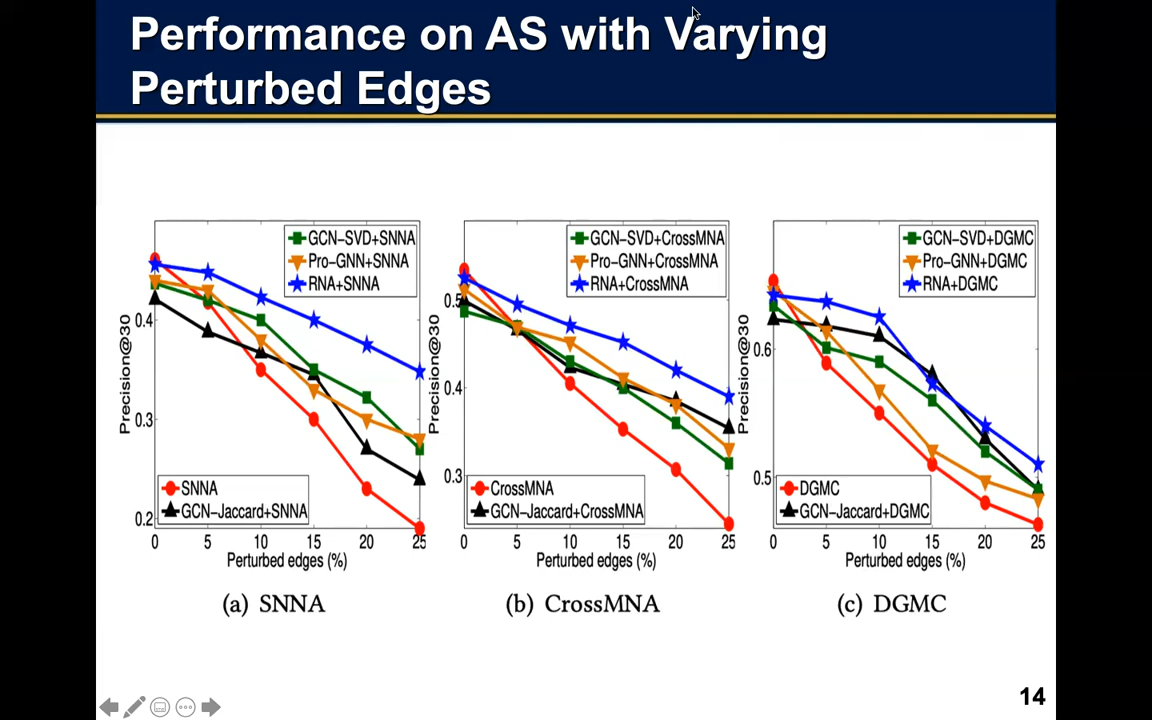 Performance on AS with Varying
Perturbed Edges
GCN-SVD+SNNA
Pro-GNN+SNNA
RNA+SNNA
Precision@30
0.4
0.3
0.2
SNNA
GCN-Jaccard+SNNA
0 5 10 15 20 25
Perturbed edges (%)
(a) SNNA
GCN-SVD+CrossMNA
Pro-GNN+CrossMNA
RNA+CrossMNA
Precision@30
0.5
0.4
0.3
CrossMNA
GCN-Jaccard+CrossMNA
0 5 10 15 20 25
Perturbed edges (%)
(b) CrossMNA
GCN-SVD+DGMC
Pro-GNN+DGMC
RNA+DGMC
Precision@30
0.6
0.5
DGMC
GCN-Jaccard+DGMC
0 5 10 15 20 25
Perturbed edges (%)
(c) DGMC
14